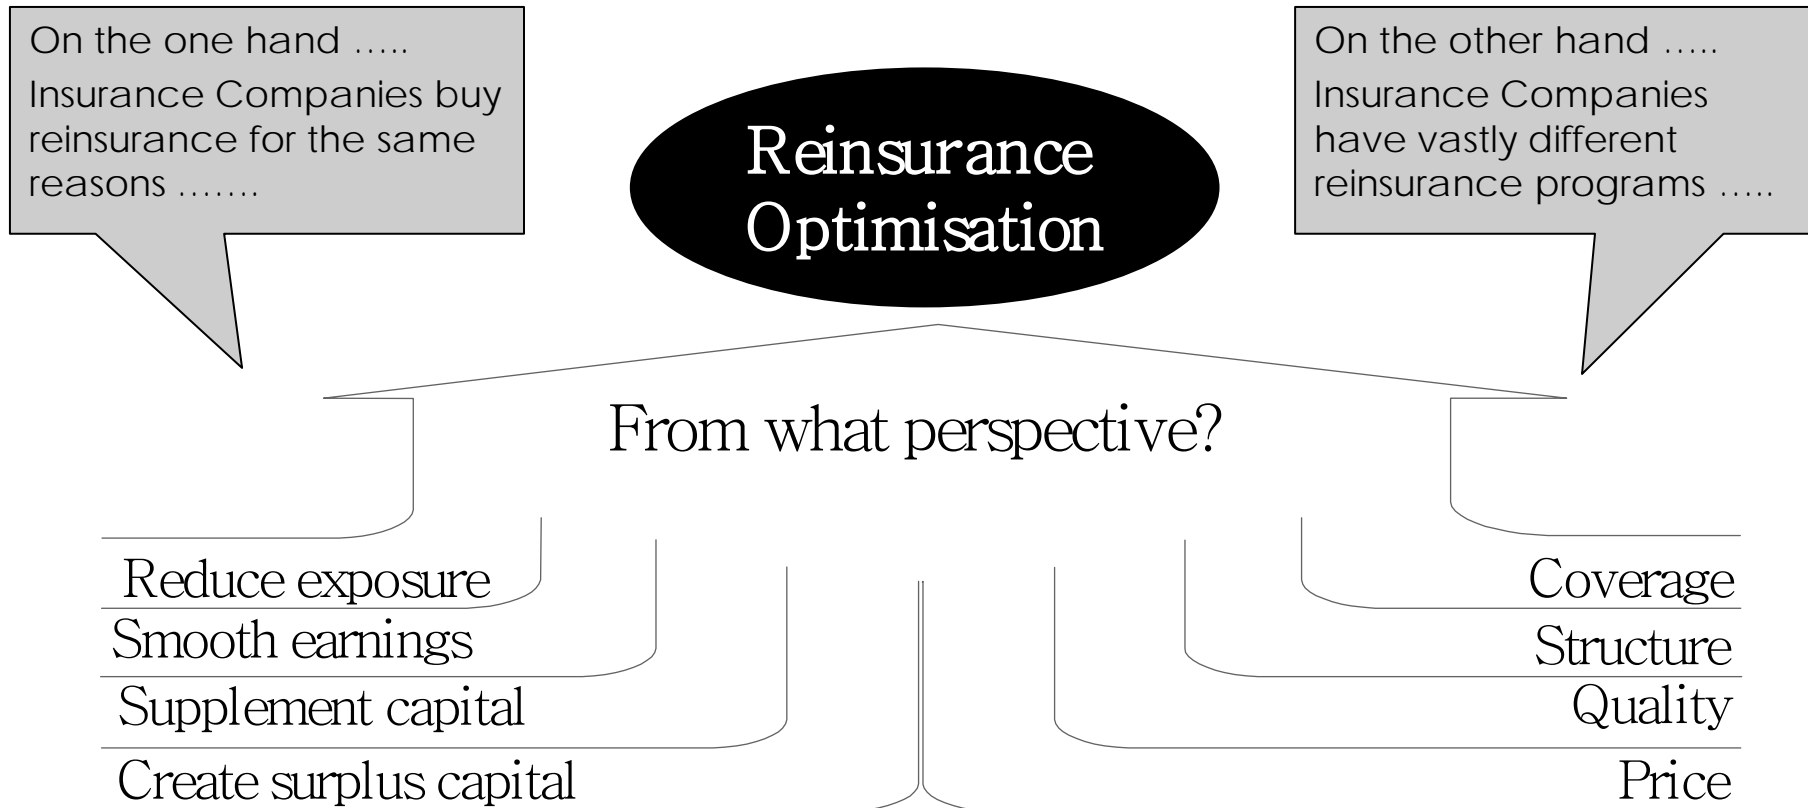 On the one hand …..
Insurance Companies buy
reinsurance for the same
reasons …….
Reinsurance
Optimisation
On the other hand …..
Insurance Companies
have vastly different
reinsurance programs …..
From what perspective?
Reduce exposure
Smooth earnings
Supplement capital
Create surplus capital
Coverage
Structure
Quality
Price